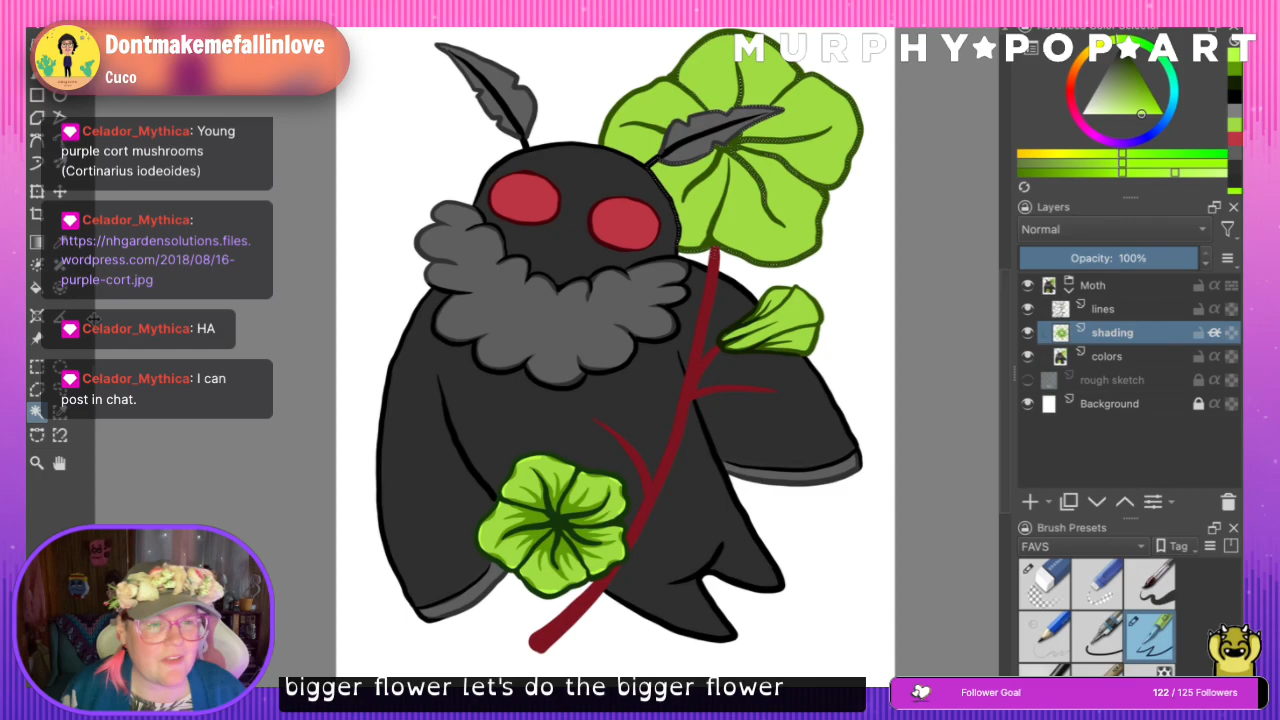 Dontmakemefallinlove
Cuco
MURPHY★POP★ART
Celador_Mythica: Young
purple cort mushrooms
(Cortinarius iodeoides)
Celador_Mythica:
https://nhgardensolutions.files.
wordpress.com/2018/08/16-
purple-cort.jpg
Celador_Mythica: HA
Celador_Mythica: I can
post in chat.
Layers
Normal
Opacity: 100%
Moth
lines
shading
colors
rough sketch
Background
Brush Presets
FAVS
Tag
bigger flower let's do the bigger flower
Follower Goal
122 / 125 Followers